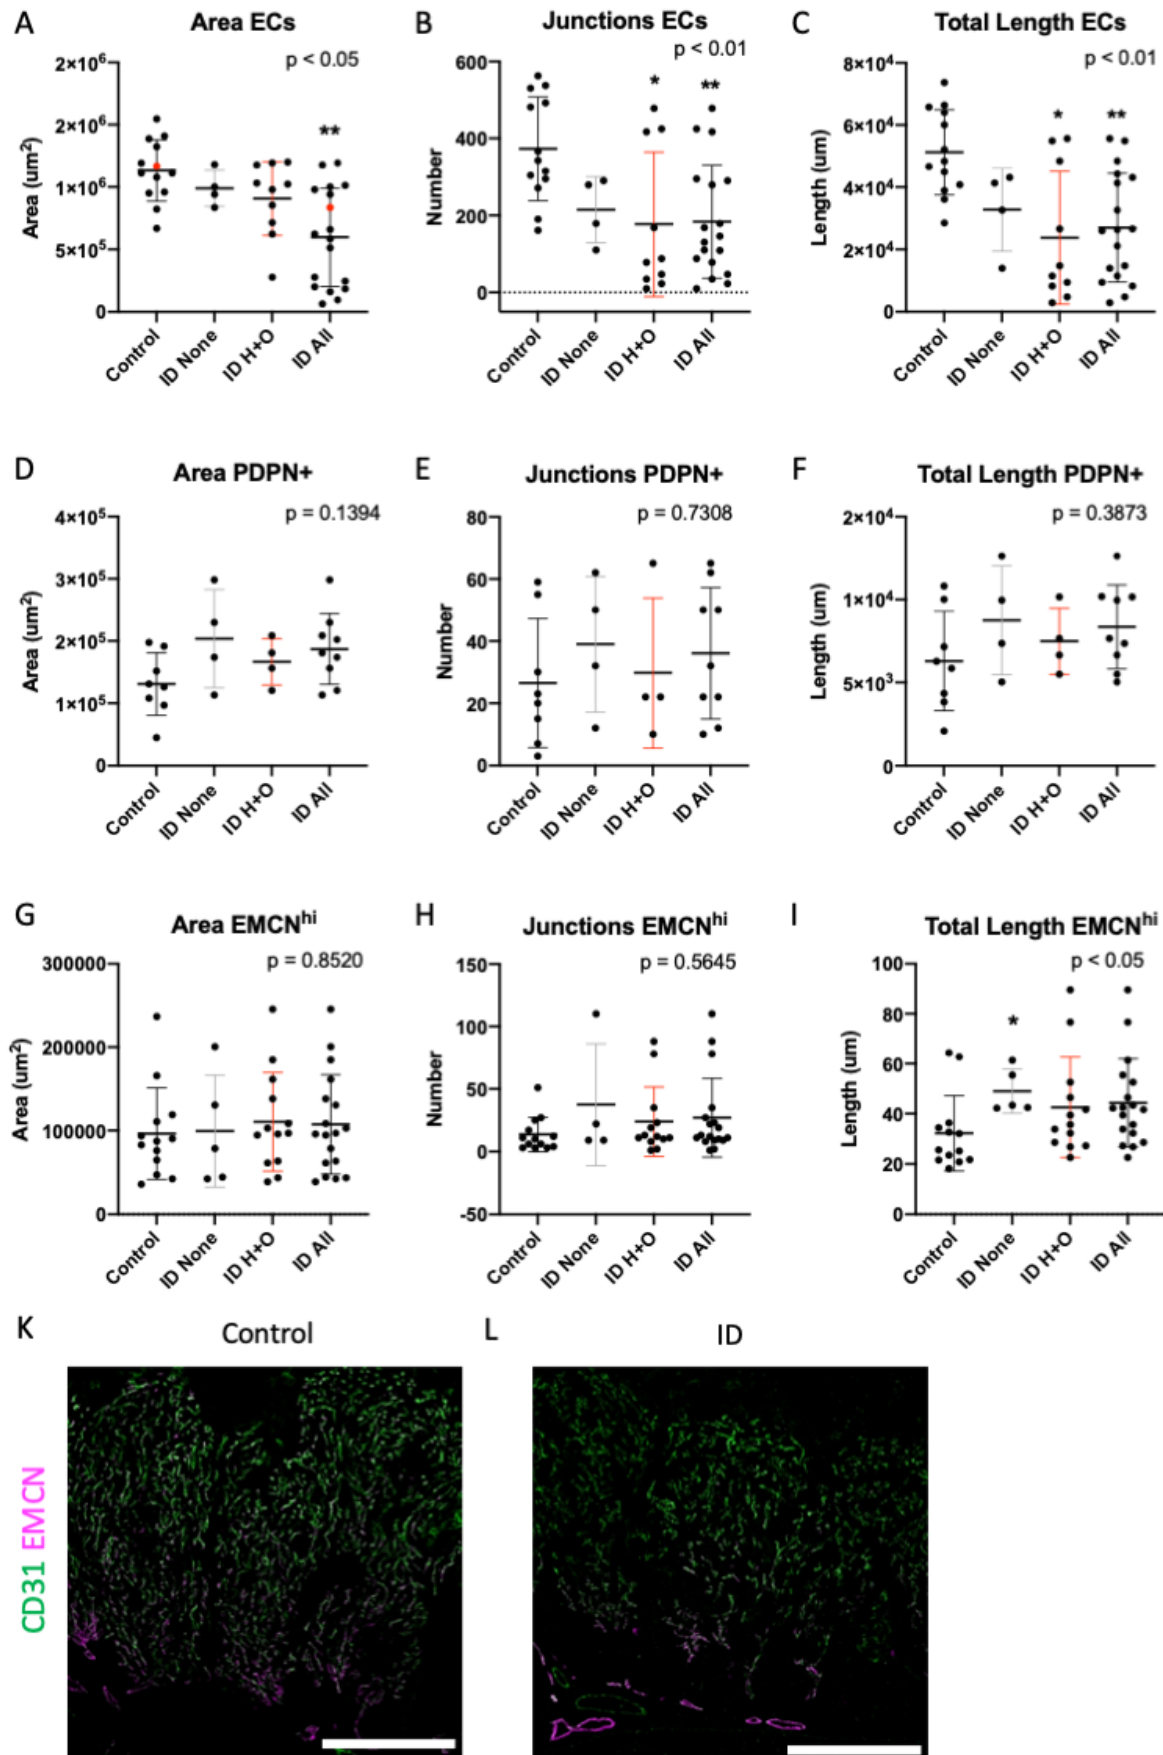 A Area ECs
p < 0.05
Area (um²)
2×10⁶
2×10⁶
1×10⁶
5×10⁵
0
**
Control ID None ID H+O ID All
B Junctions ECs
p < 0.01
Number
600
400
200
0
* **
Control ID None ID H+O ID All
C Total Length ECs
p < 0.01
Length (um)
8×10⁴
6×10⁴
4×10⁴
2×10⁴
0
* **
Control ID None ID H+O ID All
D Area PDPN+
p = 0.1394
Area (um²)
4×10⁵
3×10⁵
2×10⁵
1×10⁵
0
Control ID None ID H+O ID All
E Junctions PDPN+
p = 0.7308
Number
80
60
40
20
0
Control ID None ID H+O ID All
F Total Length PDPN+
p = 0.3873
Length (um)
2×10⁴
1×10⁴
5×10³
0
Control ID None ID H+O ID All
G Area EMCNʰⁱ
p = 0.8520
Area (um²)
300000
200000
100000
0
Control ID None ID H+O ID All
H Junctions EMCNʰⁱ
p = 0.5645
Number
150
100
50
0
-50
Control ID None ID H+O ID All
I Total Length EMCNʰⁱ
p < 0.05
Length (um)
100
80
60
40
20
0
*
Control ID None ID H+O ID All
K Control
L ID
CD31 EMCN